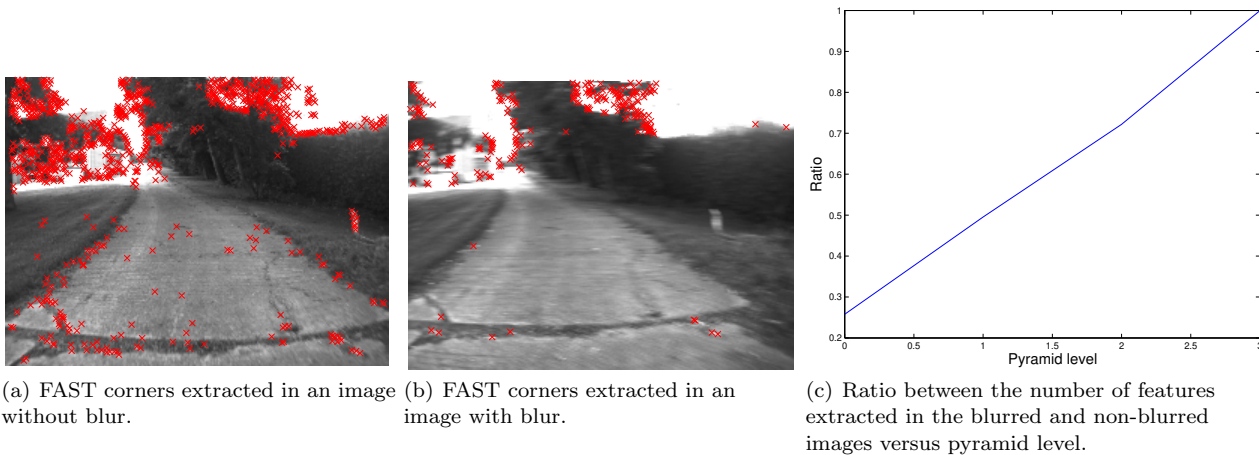 1
0.9
0.8
0.7
0.6
0.5
0.4
0.3
0.2
Ratio
0 0.5 1 1.5 2 2.5 3
Pyramid level
(a) FAST corners extracted in an image
without blur.
(b) FAST corners extracted in an
image with blur.
(c) Ratio between the number of features
extracted in the blurred and non-blurred
images versus pyramid level.